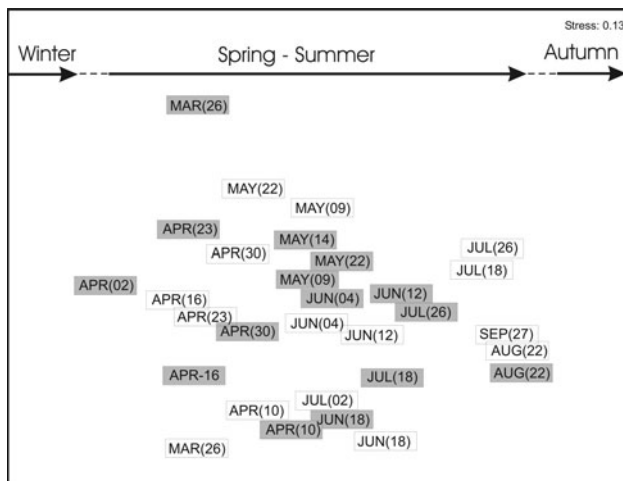 Stress: 0.13
Winter Spring - Summer Autumn
MAR(26)
MAY(22)
MAY(09)
APR(23)
MAY(14)
JUL(26)
APR(30)
MAY(22)
JUL(18)
APR(02)
MAY(09)
JUN(12)
APR(16)
JUN(04)
JUL(26)
APR(23)
JUN(04)
APR(30)
JUN(12)
SEP(27)
AUG(22)
APR-16
JUL(18)
AUG(22)
JUL(02)
APR(10)
JUN(18)
APR(10)
JUN(18)
MAR(26)